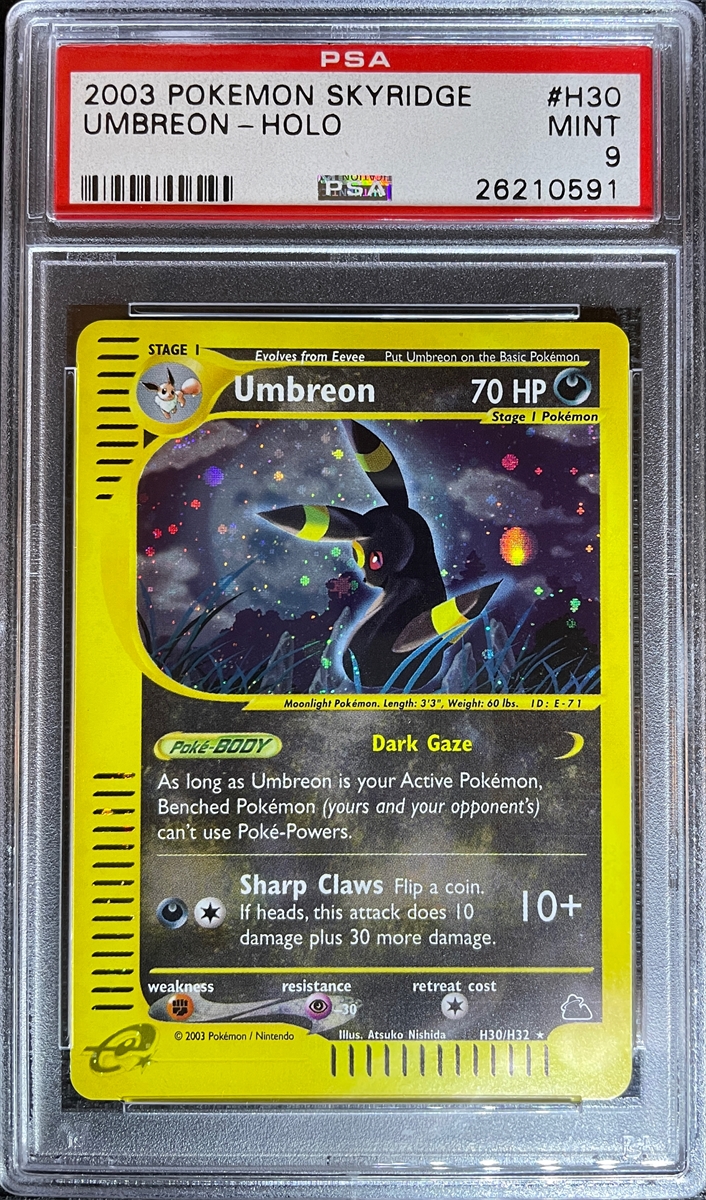 PSA
2003 POKEMON SKYRIDGE #H30
UMBREON - HOLO MINT
9
PSA 26210591
STAGE 1 Evolves from Eevee Put Umbreon on the Basic Pokémon
Umbreon 70 HP
Stage 1 Pokémon
Moonlight Pokémon. Length: 3'3", Weight: 60 lbs. ID: E-71
Poké-BODY Dark Gaze
As long as Umbreon is your Active Pokémon,
Benched Pokémon (yours and your opponent's)
can't use Poké-Powers.
Sharp Claws Flip a coin.
If heads, this attack does 10 10+
damage plus 30 more damage.
weakness resistance retreat cost
-30
© 2003 Pokémon / Nintendo Illus. Atsuko Nishida H30/H32 ★
e